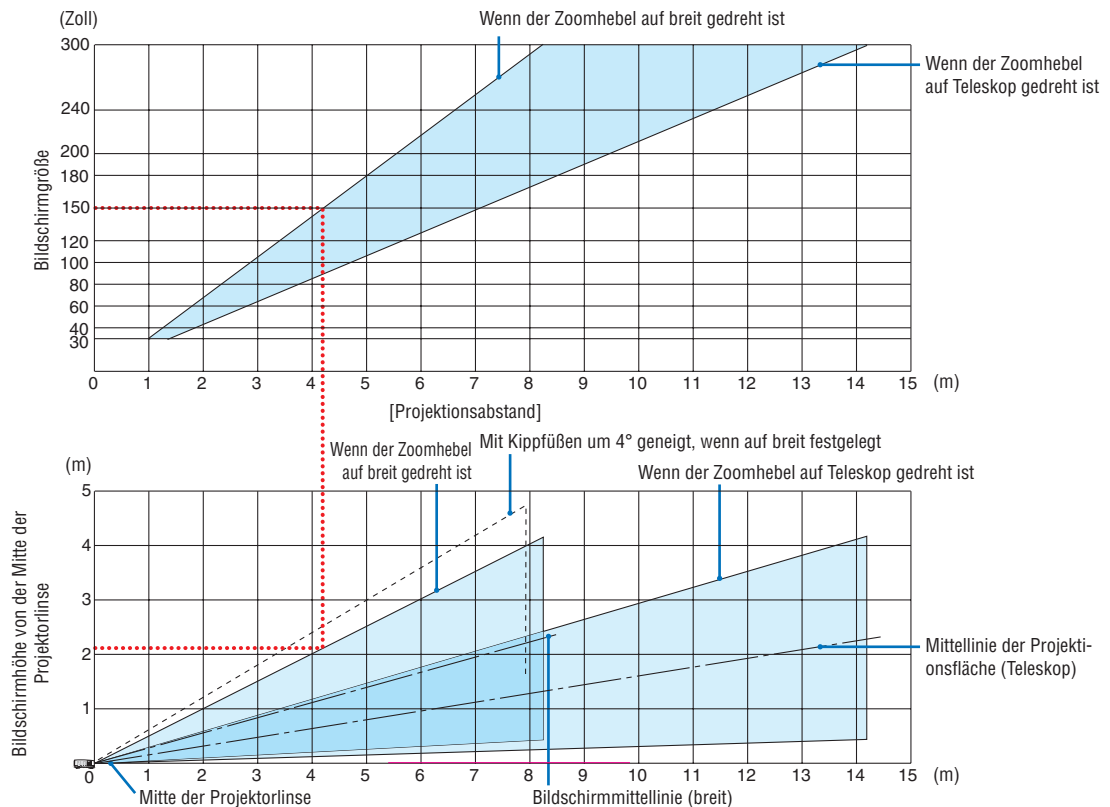 (Zoll)
Wenn der Zoomhebel auf breit gedreht ist
300
240
200
180
150
120
100
80
60
40
30
Bildschirmgröße
Wenn der Zoomhebel
auf Teleskop gedreht ist
0 1 2 3 4 5 6 7 8 9 10 11 12 13 14 15 (m)
[Projektionsabstand]
(m)
Wenn der Zoomhebel
auf breit gedreht ist
Mit Kippfüßen um 4° geneigt, wenn auf breit festgelegt
Wenn der Zoomhebel auf Teleskop gedreht ist
5
4
3
2
1
Bildschirmhöhe von der Mitte der
Projektorlinse
Mittellinie der Projekti-
onsfläche (Teleskop)
0 1 2 3 4 5 6 7 8 9 10 11 12 13 14 15 (m)
Mitte der Projektorlinse
Bildschirmmittellinie (breit)